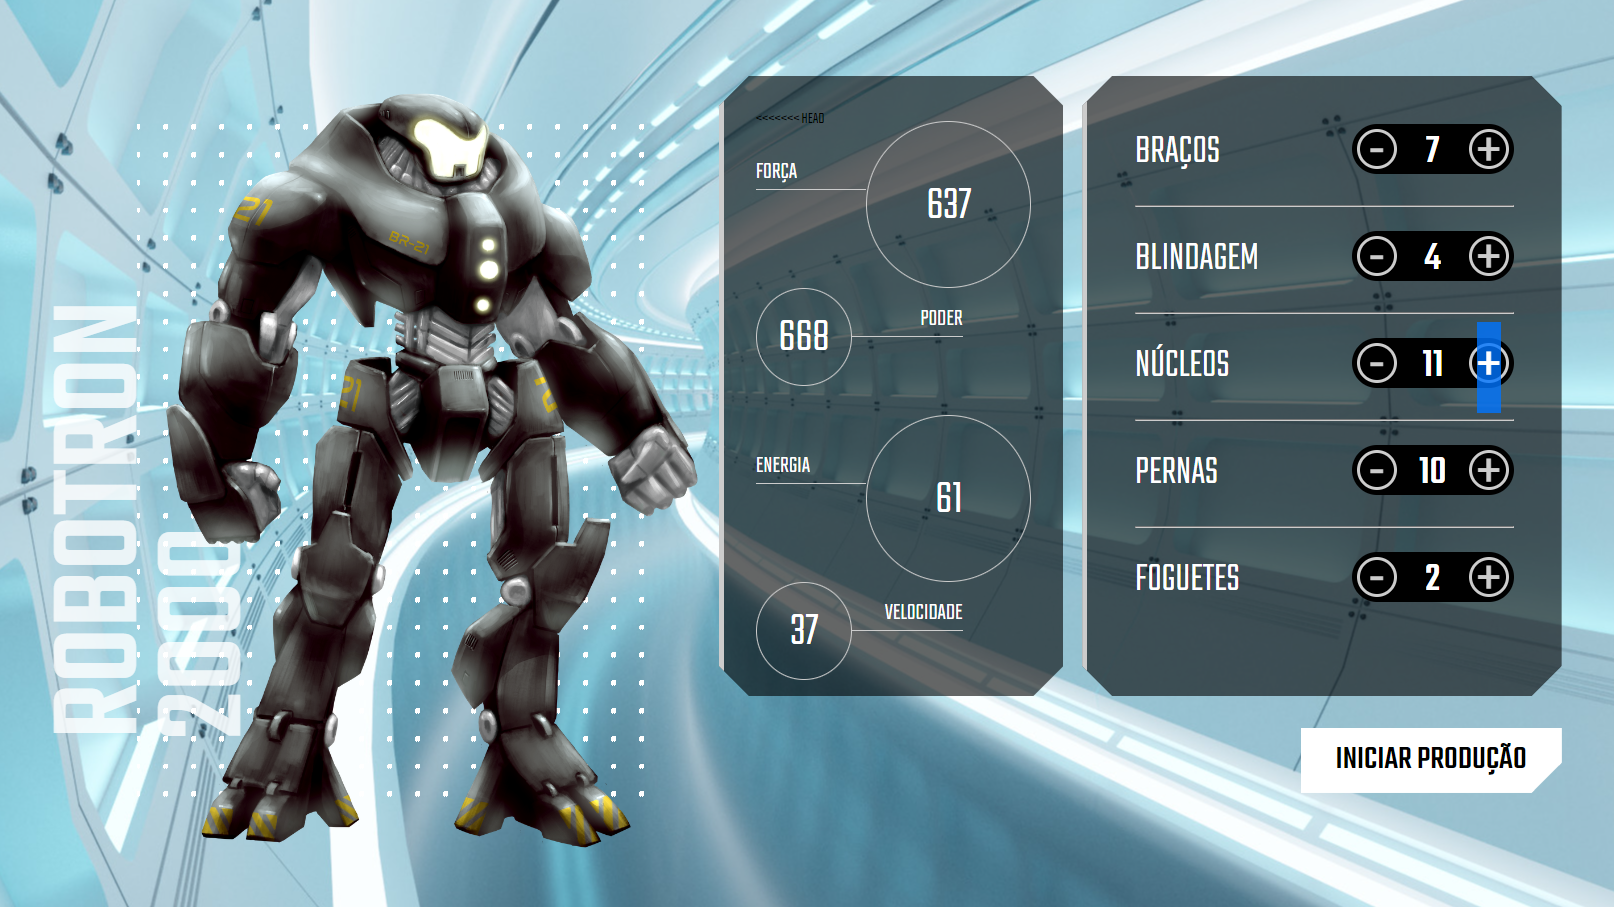 ROBOTRON
2000
21
BR-21
21
<<<<<<< HEAD
FORÇA
637
668
PODER
ENERGIA
61
37
VELOCIDADE
BRAÇOS
- 7 +
BLINDAGEM
- 4 +
NÚCLEOS
- 11 +
PERNAS
- 10 +
FOGUETES
- 2 +
INICIAR PRODUÇÃO